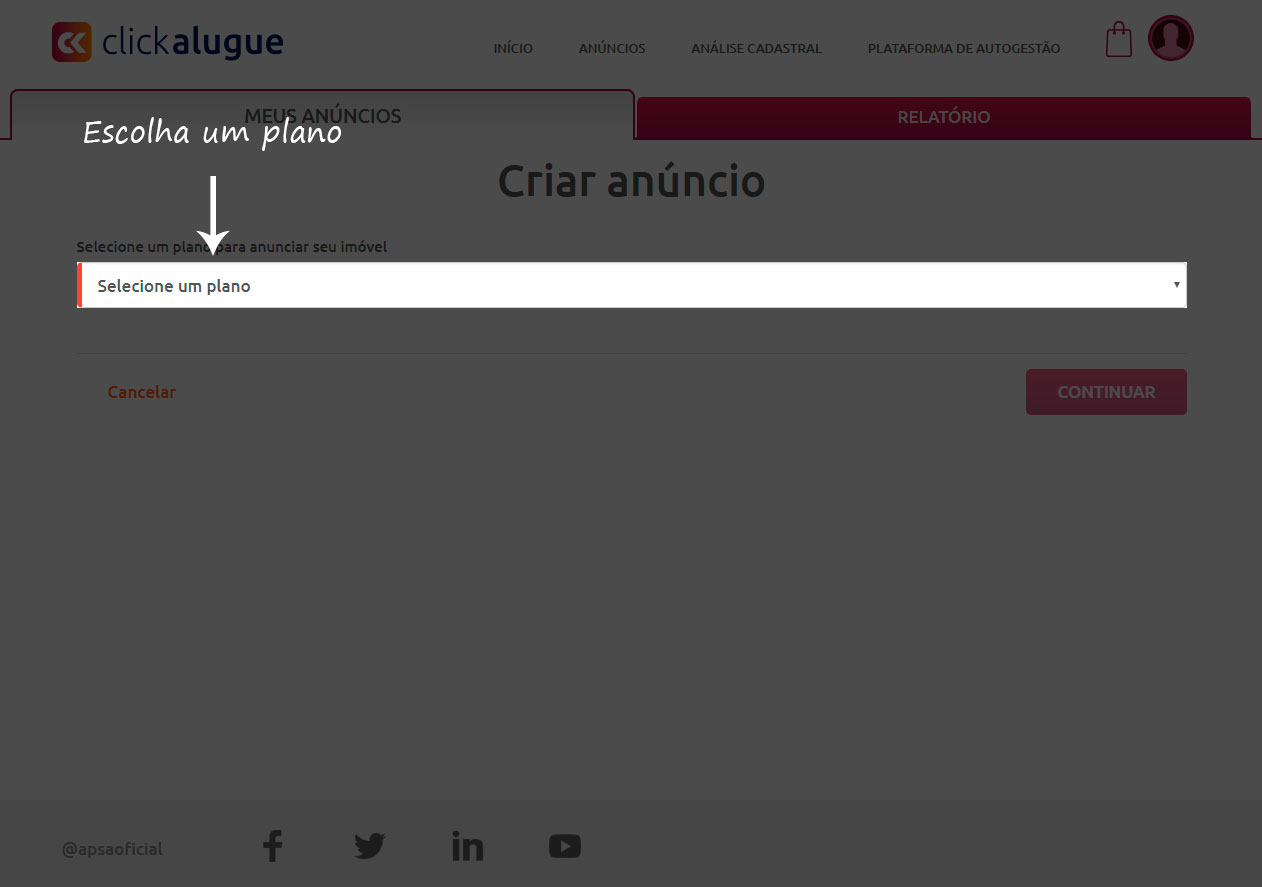 clickalugue
INÍCIO ANÚNCIOS ANÁLISE CADASTRAL PLATAFORMA DE AUTOGESTÃO
MEUS ANÚNCIOS RELATÓRIO
Escolha um plano
Criar anúncio
Selecione um plano para anunciar seu imóvel
Selecione um plano
Cancelar CONTINUAR
@apsaoficial